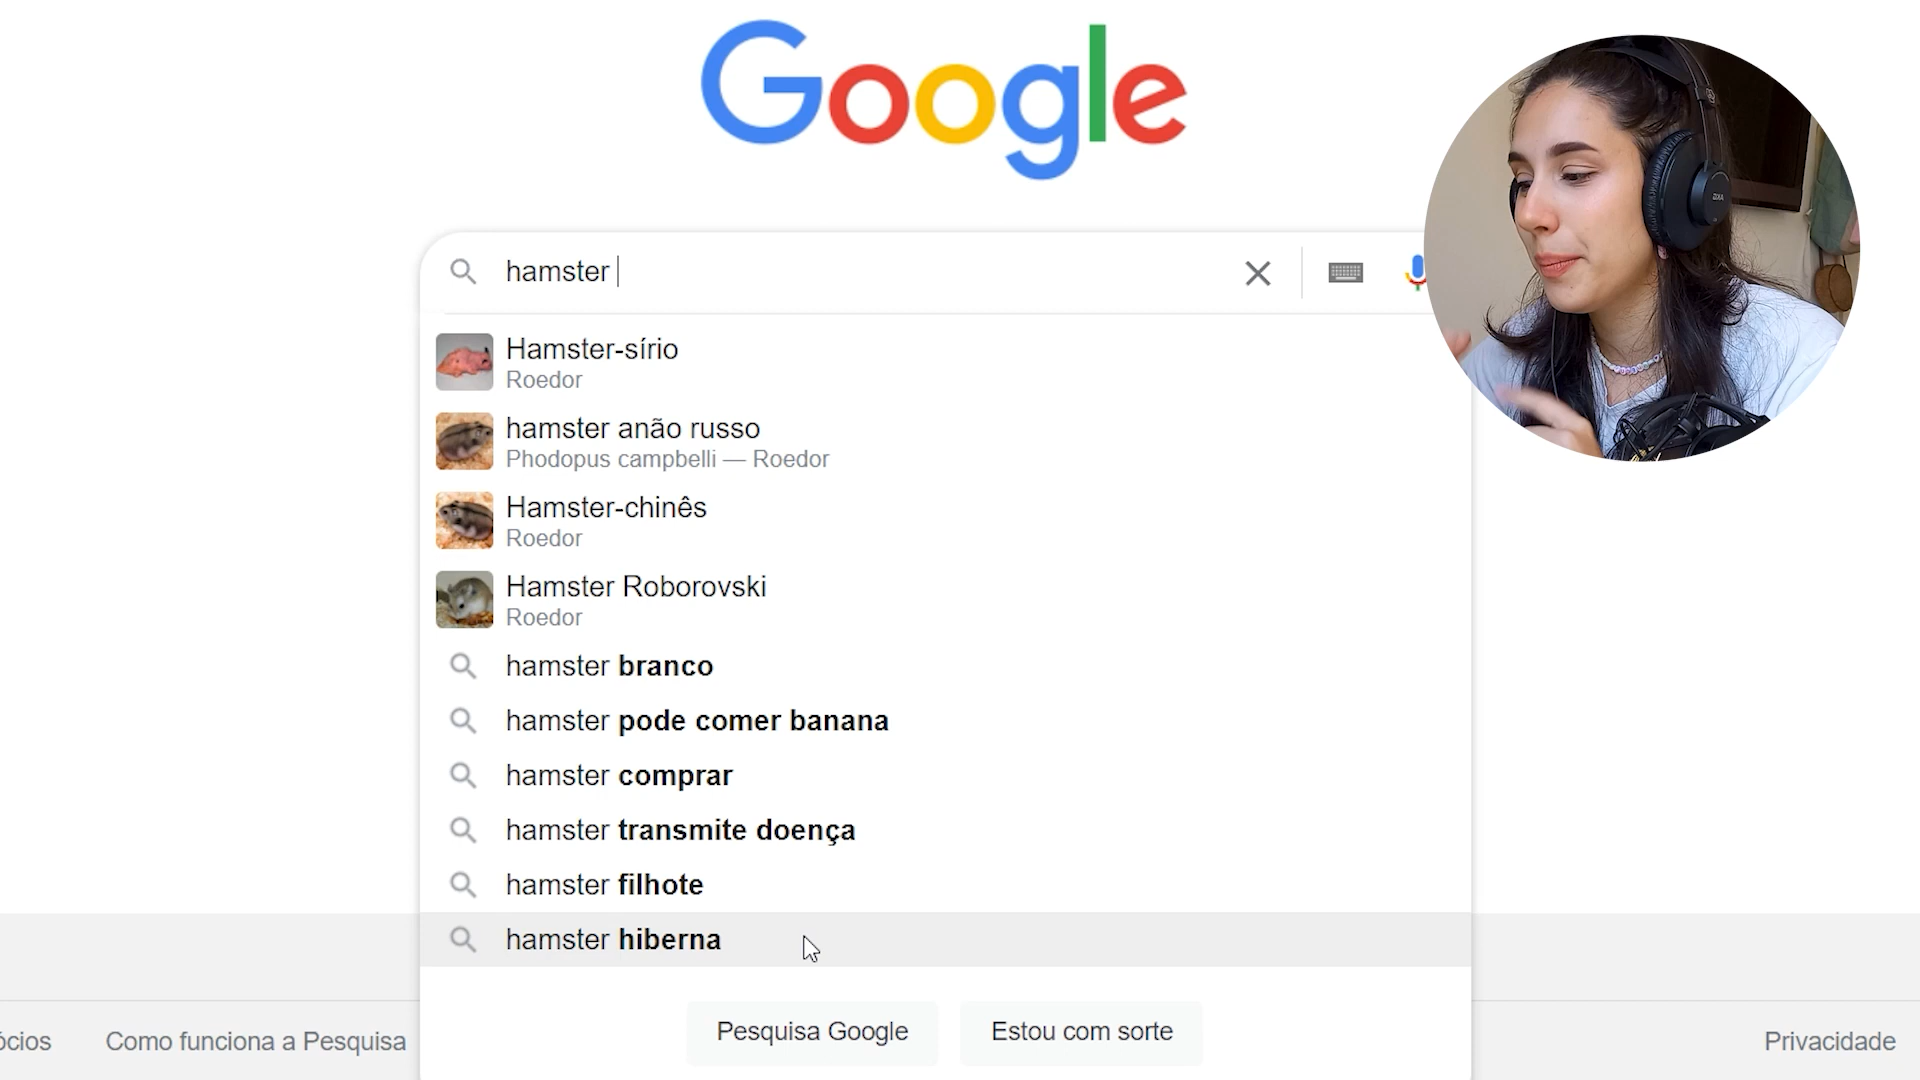 Google
hamster
Hamster-sírio
Roedor
hamster anão russo
Phodopus campbelli — Roedor
Hamster-chinês
Roedor
Hamster Roborovski
Roedor
hamster branco
hamster pode comer banana
hamster comprar
hamster transmite doença
hamster filhote
hamster hiberna
Pesquisa Google
Estou com sorte
ócios
Como funciona a Pesquisa
Privacidade